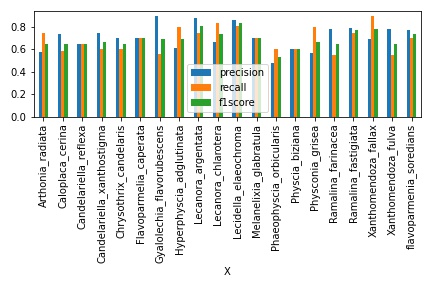 0.8
0.6
0.4
0.2
0.0
precision
recall
f1score
Arthonia_radiata
Caloplaca_cerina
Candelariella_reflexa
Candelariella_xanthostigma
Chrysothrix_candelaris
Flavoparmelia_caperata
Gyalolechia_flavorubescens
Hyperphyscia_adglutinata
Lecanora_argentata
Lecanora_chlarotera
Lecidella_elaeochroma
Melanelixia_glabratula
Phaeophyscia_orbicularis
Physcia_biziana
Physconia_grisea
Ramalina_farinacea
Ramalina_fastigiata
Xanthomendoza_fallax
Xanthomendoza_fulva
flavoparmenia_soredians
X